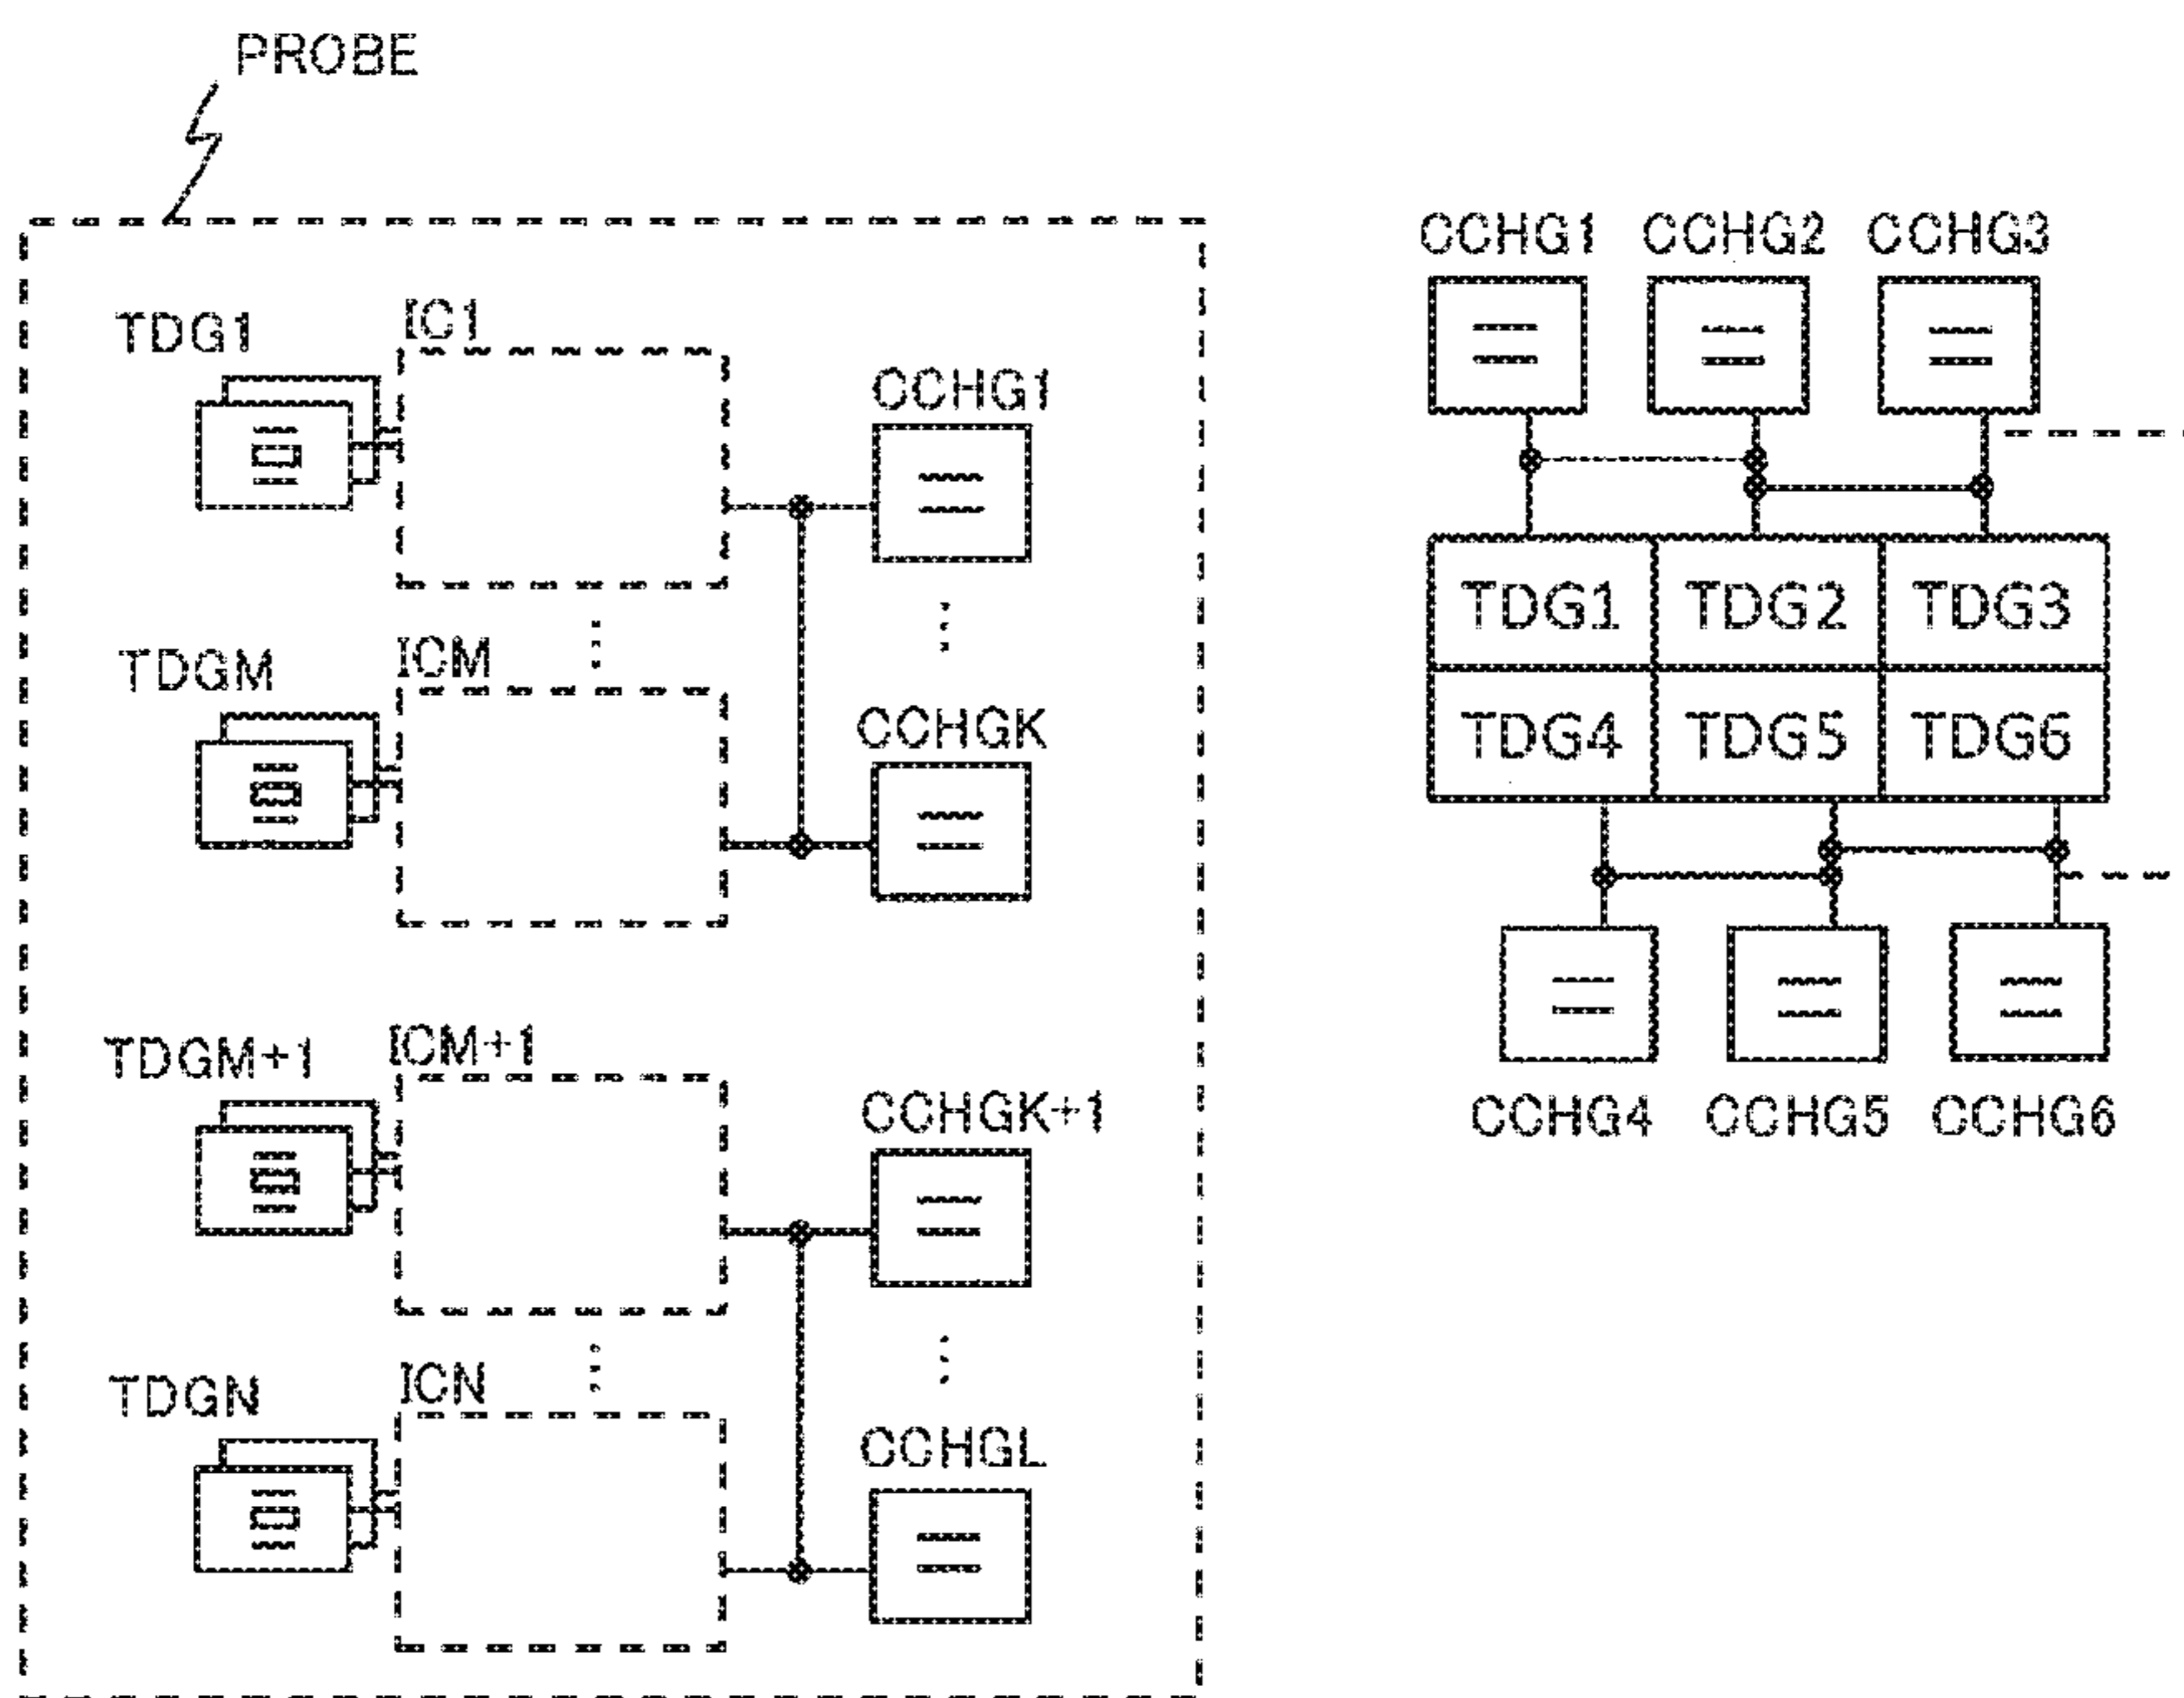 PROBE
TDG1
IC1
CCHG1
TDGM
ICM
CCHGK
TDGM+1
ICM+1
CCHGK+1
TDGN
ICN
CCHGL
CCHG1 CCHG2 CCHG3
TDG1 TDG2 TDG3
TDG4 TDG5 TDG6
CCHG4 CCHG5 CCHG6